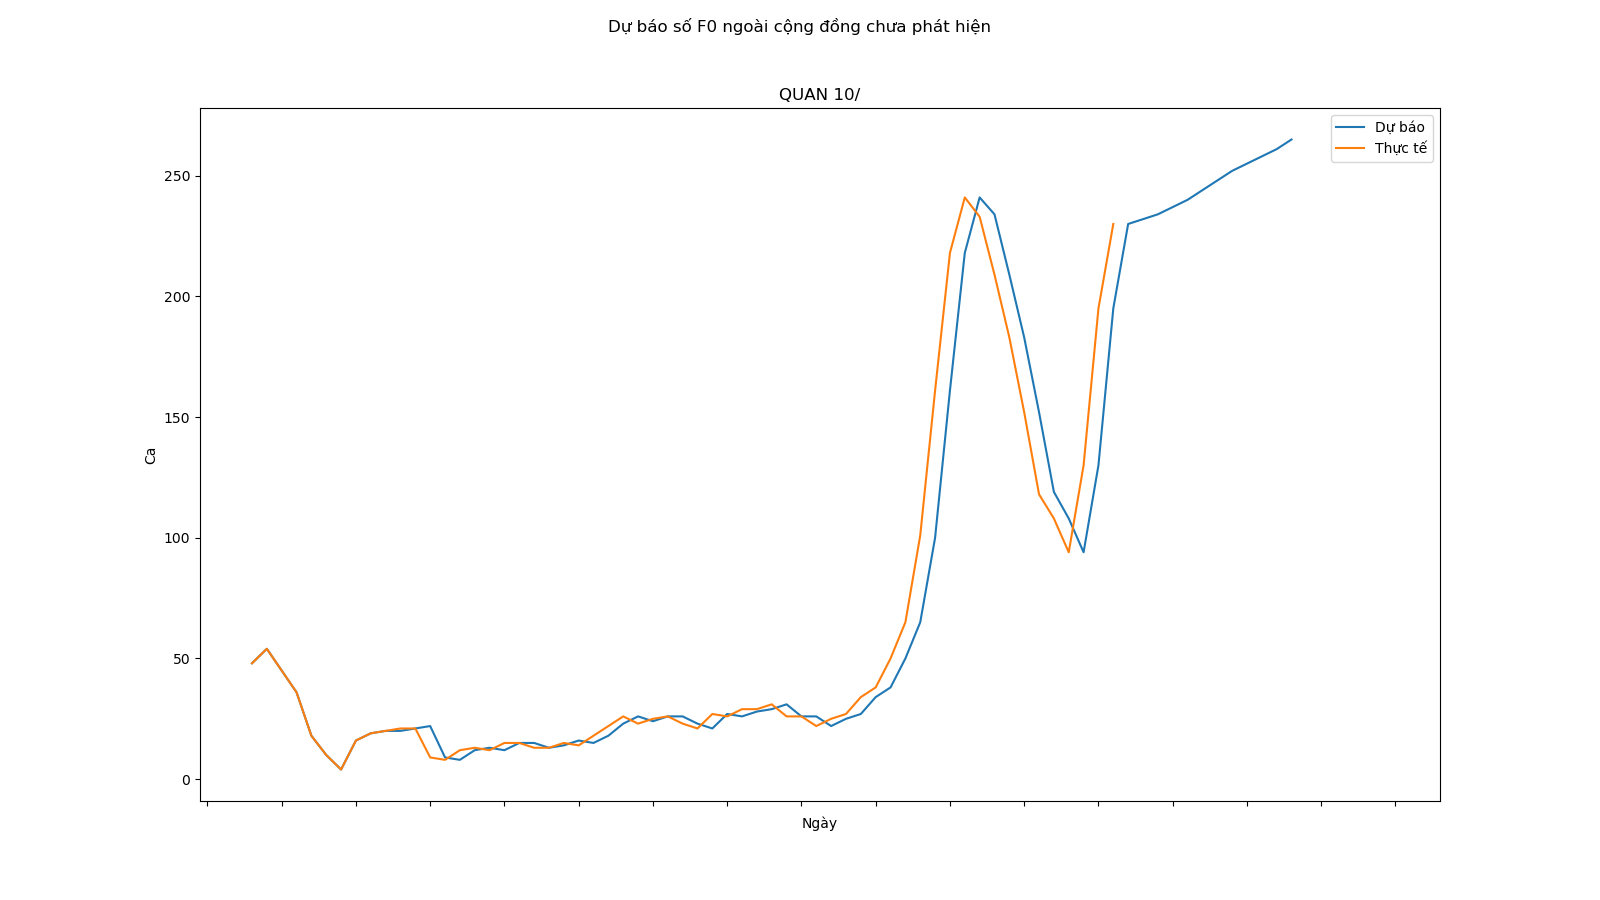 Dự báo số F0 ngoài cộng đồng chưa phát hiện
QUAN 10/
Dự báo
Thực tế
250
200
150
100
50
0
Ca
Ngày